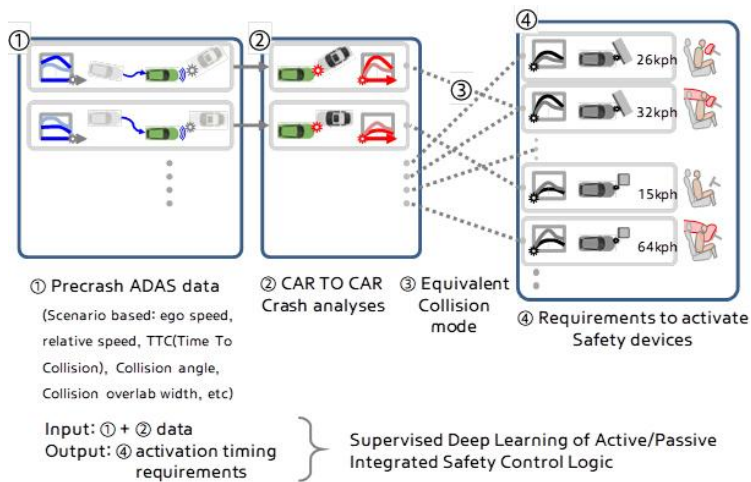 ①
②
④
③
26kph
32kph
15kph
64kph
① Precrash ADAS data
(Scenario based: ego speed,
relative speed, TTC(Time To
Collision), Collision angle,
Collision overlab width, etc)
② CAR TO CAR
Crash analyses
③ Equivalent
Collision
mode
④ Requirements to activate
Safety devices
Input: ① + ② data
Output: ④ activation timing
requirements
Supervised Deep Learning of Active/Passive
Integrated Safety Control Logic